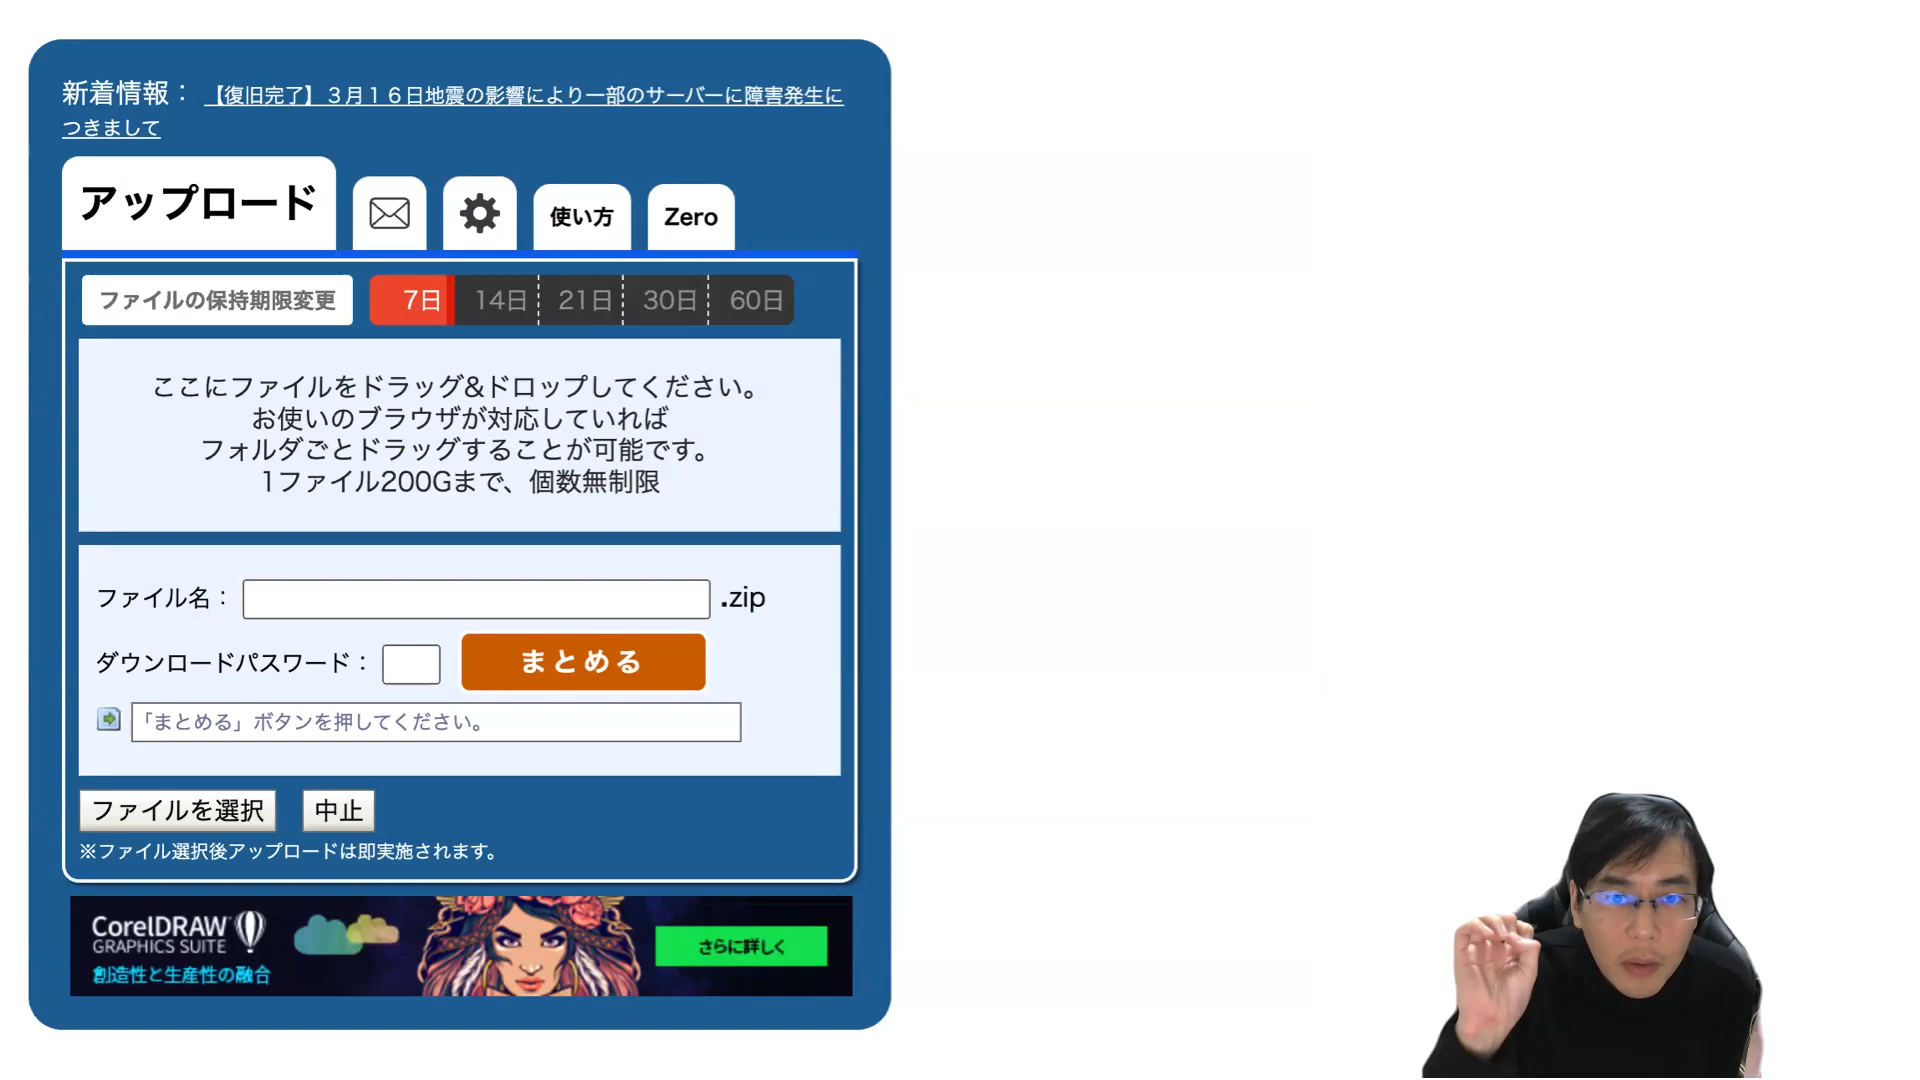 新着情報： 【復旧完了】３月１６日地震の影響により一部のサーバーに障害発生に
つきまして
アップロード
使い方
Zero
ファイルの保持期限変更
7日 14日 21日 30日 60日
ここにファイルをドラッグ&ドロップしてください。
お使いのブラウザが対応していれば
フォルダごとドラッグすることが可能です。
1ファイル200Gまで、個数無制限
ファイル名： .zip
ダウンロードパスワード： まとめる
「まとめる」ボタンを押してください。
ファイルを選択 中止
※ファイル選択後アップロードは即実施されます。
CorelDRAW
GRAPHICS SUITE
創造性と生産性の融合
さらに詳しく